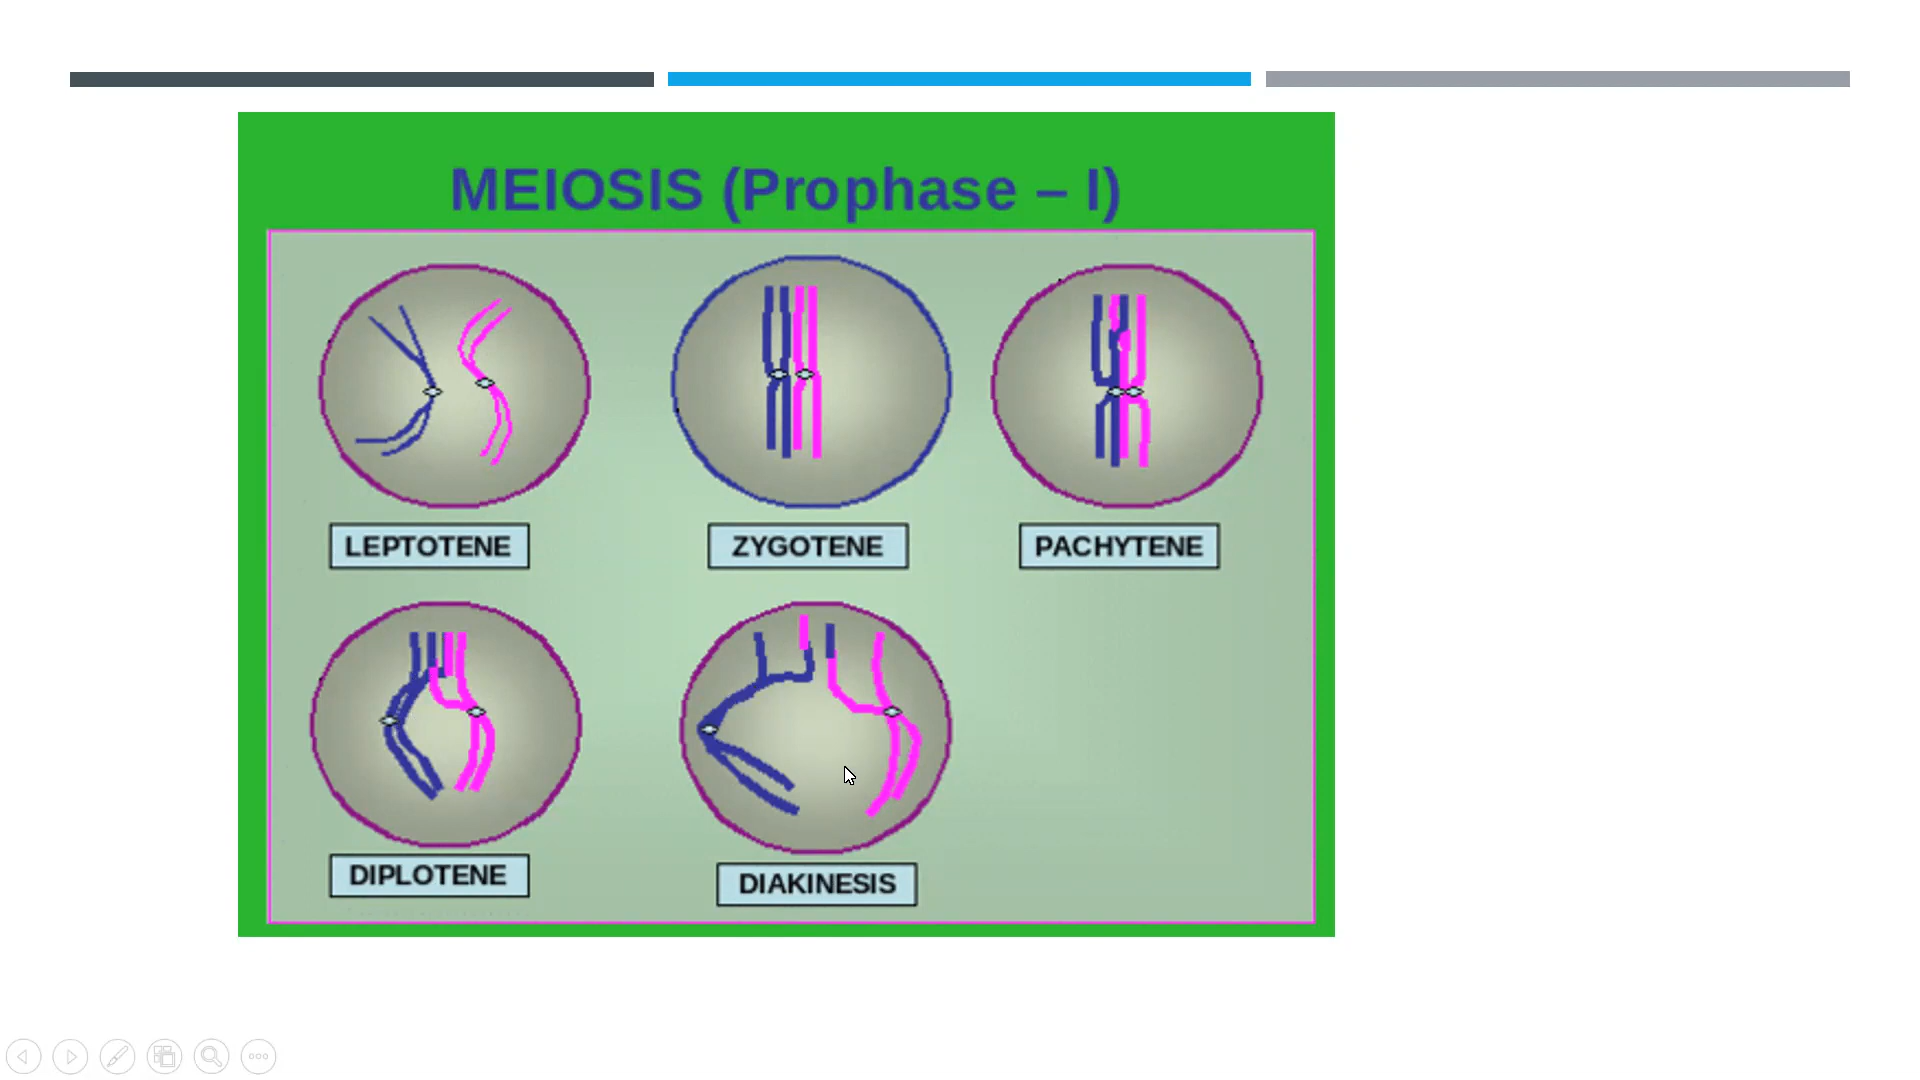 MEIOSIS (Prophase – I)
LEPTOTENE
ZYGOTENE
PACHYTENE
DIPLOTENE
DIAKINESIS